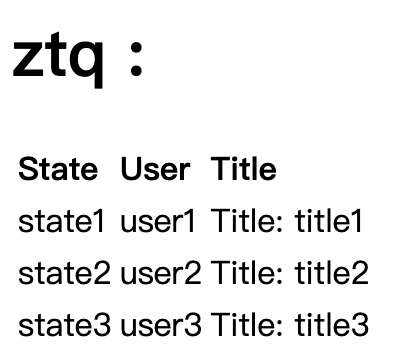 ztq：
State User Title
state1 user1 Title: title1
state2 user2 Title: title2
state3 user3 Title: title3